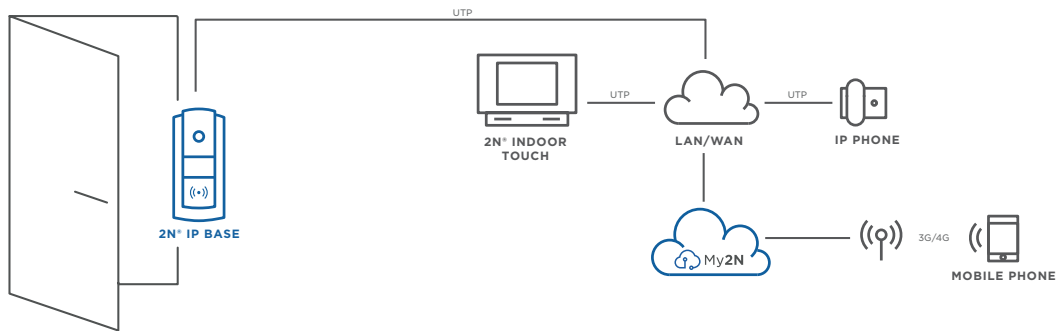 UTP
UTP
UTP
2N® INDOOR
TOUCH
LAN/WAN
IP PHONE
2N® IP BASE
My2N
3G/4G
MOBILE PHONE